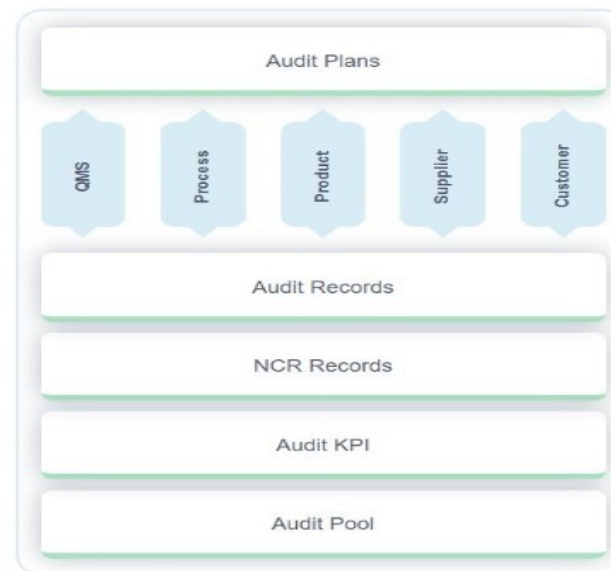 Audit Plans
QMS
Process
Product
Supplier
Customer
Audit Records
NCR Records
Audit KPI
Audit Pool